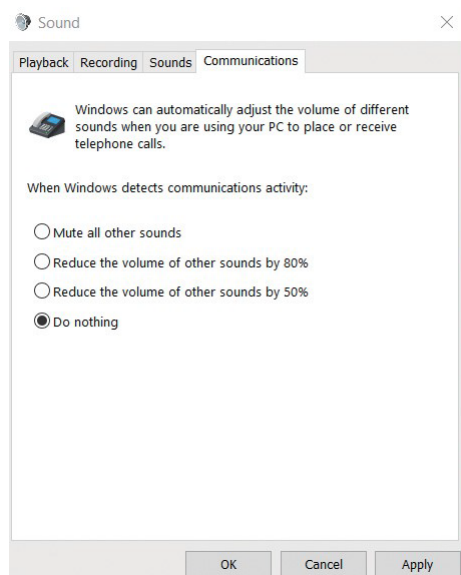 Sound
Playback Recording Sounds Communications
Windows can automatically adjust the volume of different
sounds when you are using your PC to place or receive
telephone calls.
When Windows detects communications activity:
Mute all other sounds
Reduce the volume of other sounds by 80%
Reduce the volume of other sounds by 50%
Do nothing
OK Cancel Apply